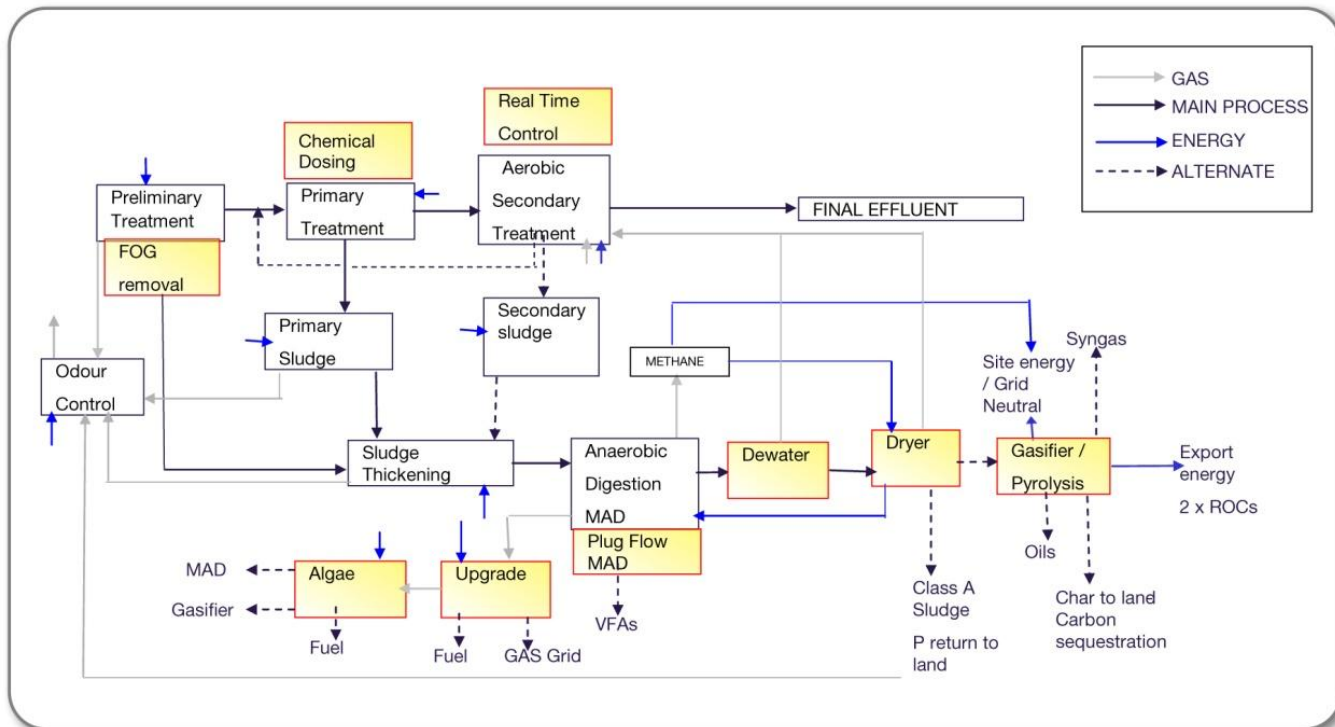 GAS
MAIN PROCESS
ENERGY
ALTERNATE
Real Time
Control
Chemical
Dosing
Preliminary
Treatment
Primary
Treatment
Aerobic
Secondary
Treatment
FINAL EFFLUENT
FOG
removal
Primary
Sludge
Secondary
sludge
METHANE
Odour
Control
Site energy
/ Grid
Neutral
Syngas
Sludge
Thickening
Anaerobic
Digestion
MAD
Plug Flow
MAD
Dewater
Dryer
Gasifier /
Pyrolysis
Export
energy
2 x ROCs
Oils
Char to land-
Carbon
sequestration
Class A
Sludge
P return to
land
VFAs
MAD
Gasifier
Algae
Fuel
Upgrade
Fuel
GAS Grid